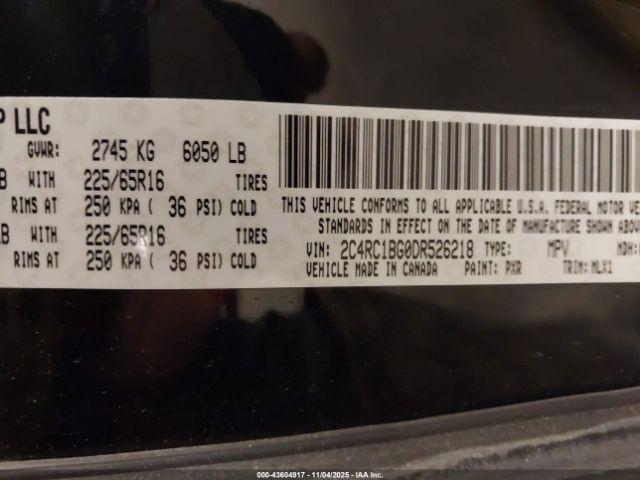 P LLC
GVWR: 2745 KG 6050 LB
B WITH 225/65R16 TIRES
RIMS AT 250 KPA ( 36 PSI) COLD
LB WITH 225/65R16 TIRES
RIMS AT 250 KPA ( 36 PSI) COLD
THIS VEHICLE CONFORMS TO ALL APPLICABLE U.S.A. FEDERAL MOTOR VE
STANDARDS IN EFFECT ON THE DATE OF MANUFACTURE SHOWN ABOVE
VIN: 2C4RC1BG0DR526218 TYPE: MPV MDH:
VEHICLE MADE IN CANADA PAINT: PXR TRIM: MLX1
000-43604917 - 11/04/2025 - IAA Inc.